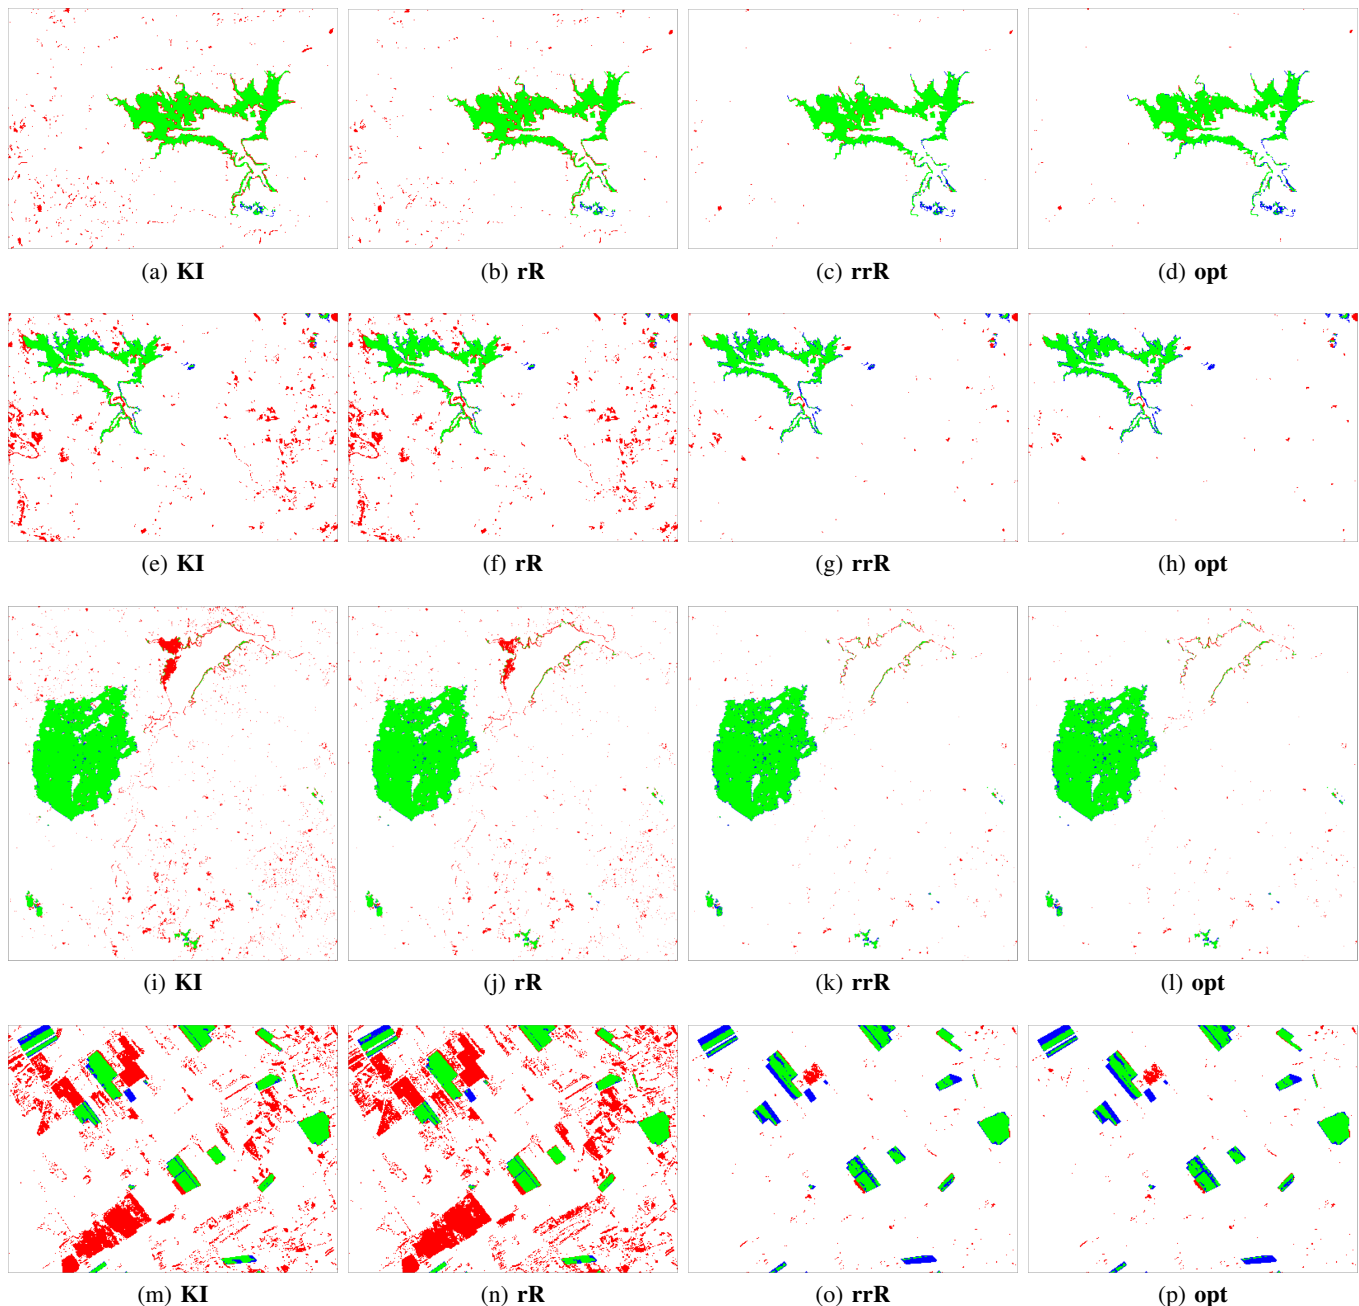 (a) KI (b) rR (c) rrR (d) opt
(e) KI (f) rR (g) rrR (h) opt
(i) KI (j) rR (k) rrR (l) opt
(m) KI (n) rR (o) rrR (p) opt